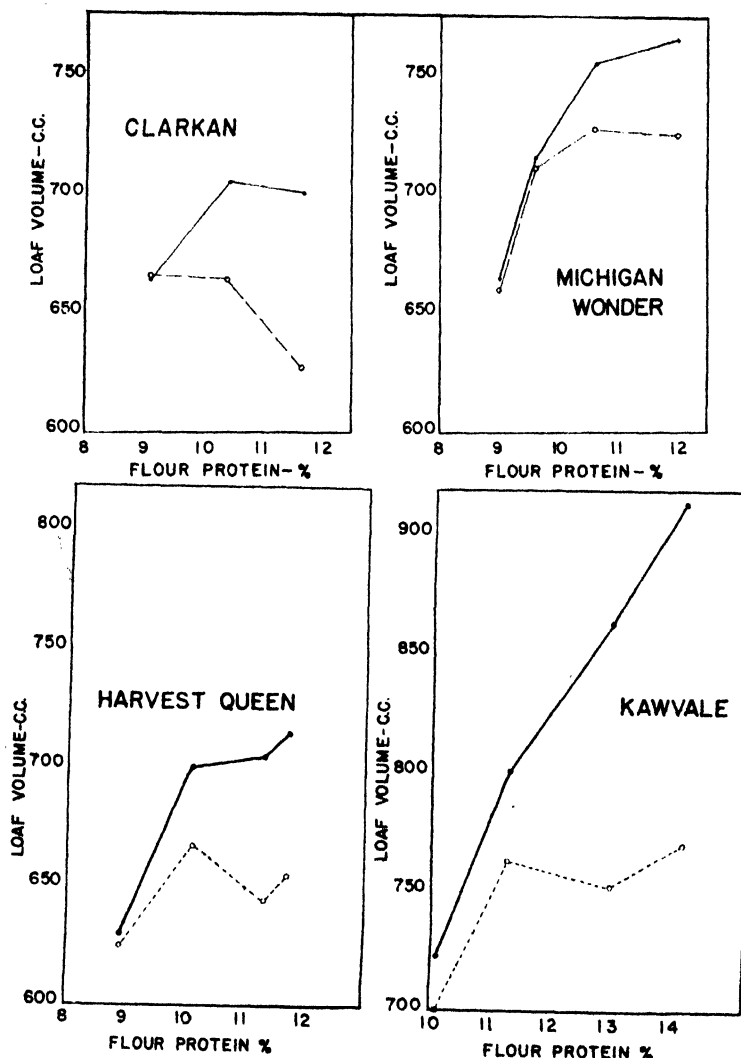 750
700
650
600
LOAF VOLUME-C.C.
CLARKAN
8 9 10 11 12
FLOUR PROTEIN-%
750
700
650
600
LOAF VOLUME-C.C.
MICHIGAN
WONDER
8 9 10 11 12
FLOUR PROTEIN-%
800
750
700
650
600
LOAF VOLUME-C.C.
HARVEST QUEEN
8 9 10 11 12
FLOUR PROTEIN %
900
850
800
750
700
LOAF VOLUME-C.C.
KAWVALE
10 11 12 13 14
FLOUR PROTEIN %